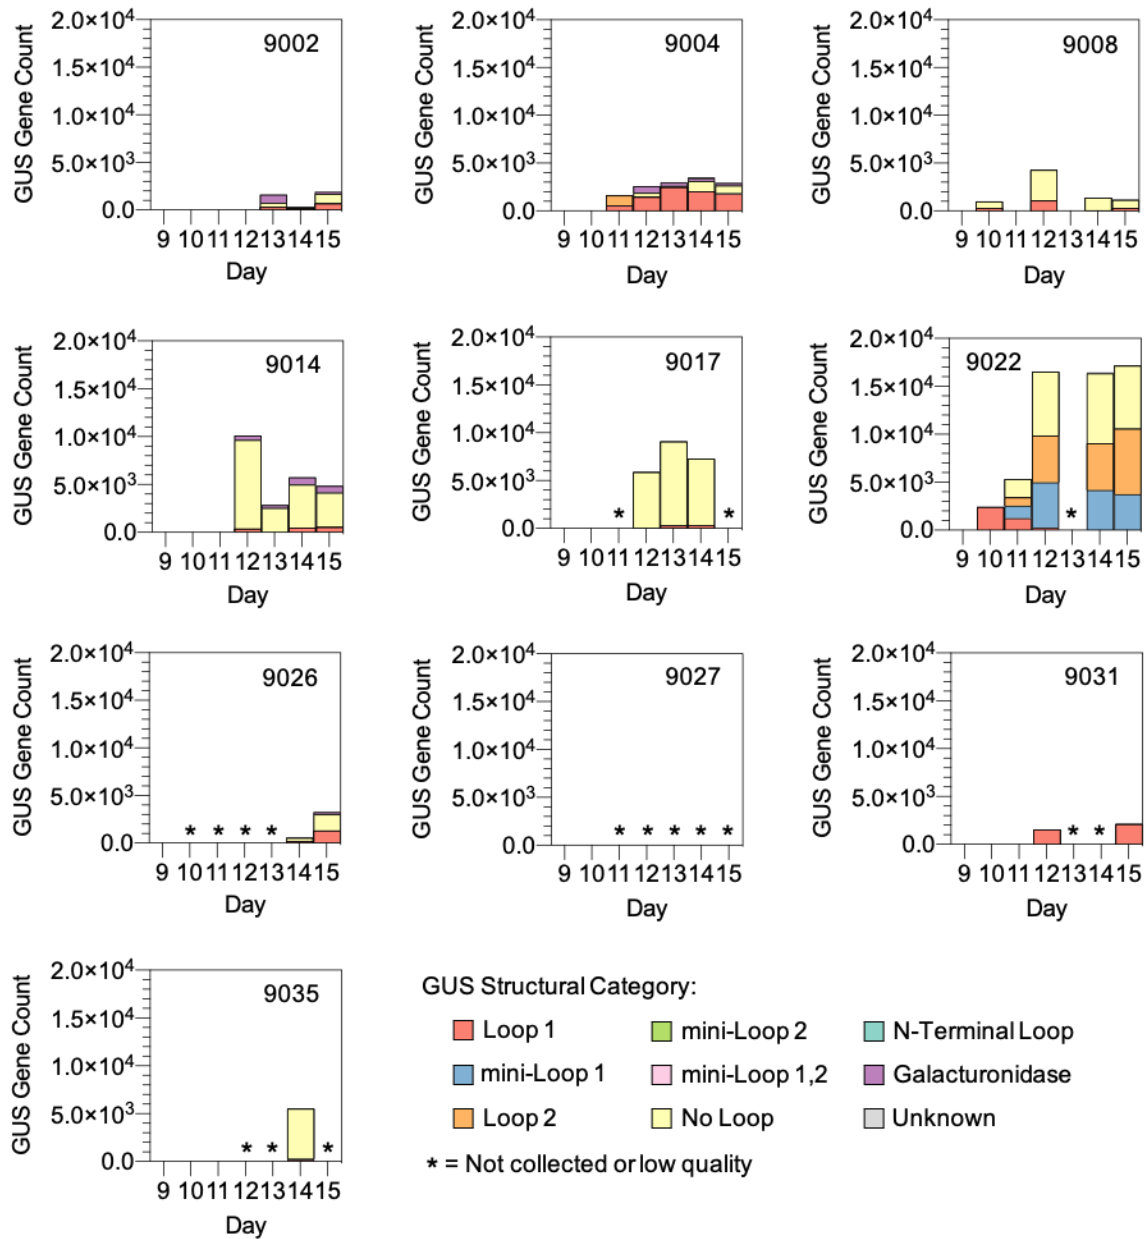 9002
GUS Gene Count
2.0×10⁴
1.5×10⁴
1.0×10⁴
5.0×10³
0.0
9 10 11 12 13 14 15
Day
9004
GUS Gene Count
2.0×10⁴
1.5×10⁴
1.0×10⁴
5.0×10³
0.0
9 10 11 12 13 14 15
Day
9008
GUS Gene Count
2.0×10⁴
1.5×10⁴
1.0×10⁴
5.0×10³
0.0
9 10 11 12 13 14 15
Day
9014
GUS Gene Count
2.0×10⁴
1.5×10⁴
1.0×10⁴
5.0×10³
0.0
9 10 11 12 13 14 15
Day
9017
GUS Gene Count
2.0×10⁴
1.5×10⁴
1.0×10⁴
5.0×10³
0.0
* *
9 10 11 12 13 14 15
Day
9022
GUS Gene Count
2.0×10⁴
1.5×10⁴
1.0×10⁴
5.0×10³
0.0
*
9 10 11 12 13 14 15
Day
9026
GUS Gene Count
2.0×10⁴
1.5×10⁴
1.0×10⁴
5.0×10³
0.0
* * * *
9 10 11 12 13 14 15
Day
9027
GUS Gene Count
2.0×10⁴
1.5×10⁴
1.0×10⁴
5.0×10³
0.0
* * * * *
9 10 11 12 13 14 15
Day
9031
GUS Gene Count
2.0×10⁴
1.5×10⁴
1.0×10⁴
5.0×10³
0.0
* *
9 10 11 12 13 14 15
Day
9035
GUS Gene Count
2.0×10⁴
1.5×10⁴
1.0×10⁴
5.0×10³
0.0
* * *
9 10 11 12 13 14 15
Day
GUS Structural Category:
Loop 1
mini-Loop 2
N-Terminal Loop
mini-Loop 1
mini-Loop 1,2
Galacturonidase
Loop 2
No Loop
Unknown
* = Not collected or low quality